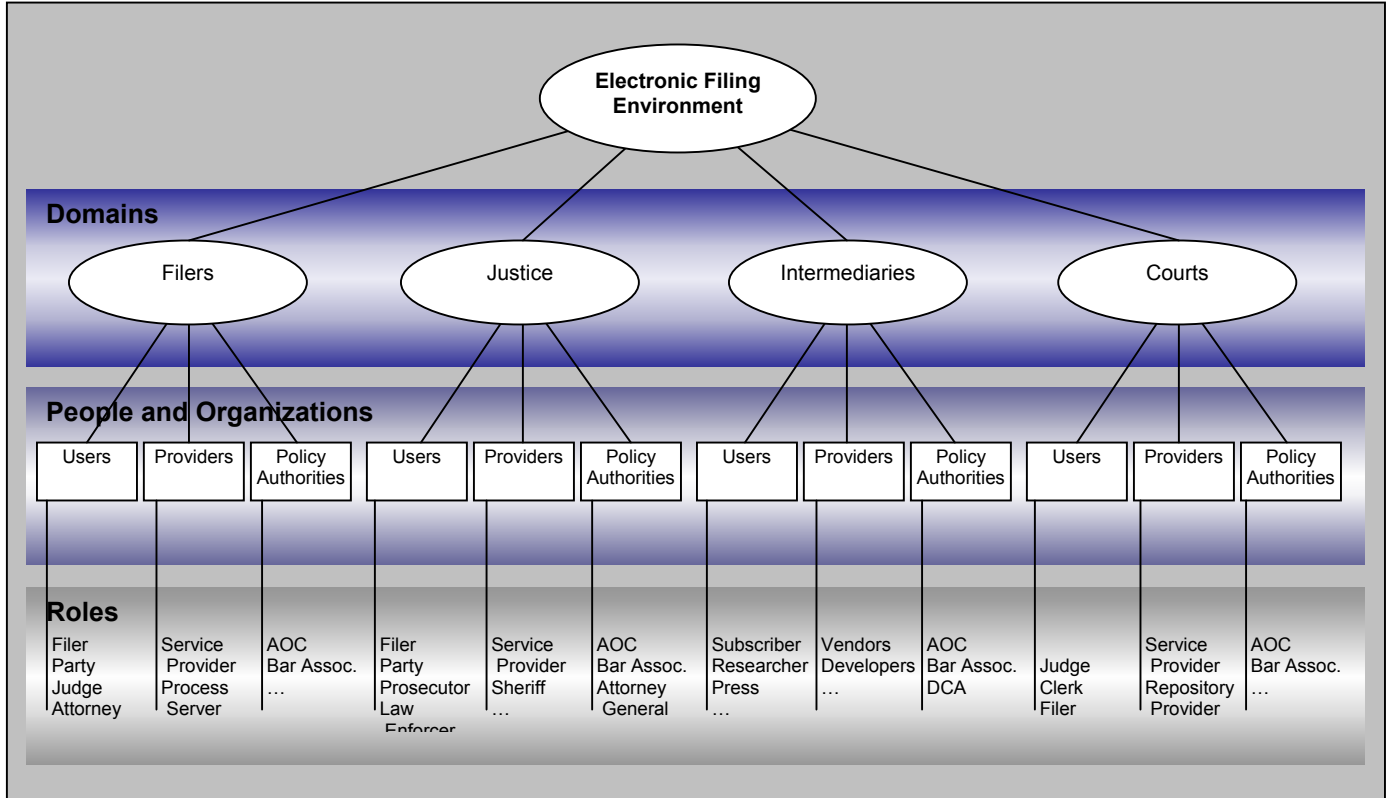 Electronic Filing
Environment
Domains
Filers
Justice
Intermediaries
Courts
People and Organizations
Users
Providers
Policy
Authorities
Users
Providers
Policy
Authorities
Users
Providers
Policy
Authorities
Users
Providers
Policy
Authorities
Roles
Filer
Party
Judge
Attorney
Service
Provider
Process
Server
AOC
Bar Assoc.
…
Filer
Party
Prosecutor
Law
Enforcer
Service
Provider
Sheriff
…
AOC
Bar Assoc.
Attorney
General
Subscriber
Researcher
Press
…
Vendors
Developers
…
AOC
Bar Assoc.
DCA
Judge
Clerk
Filer
Service
Provider
Repository
Provider
AOC
Bar Assoc.
…